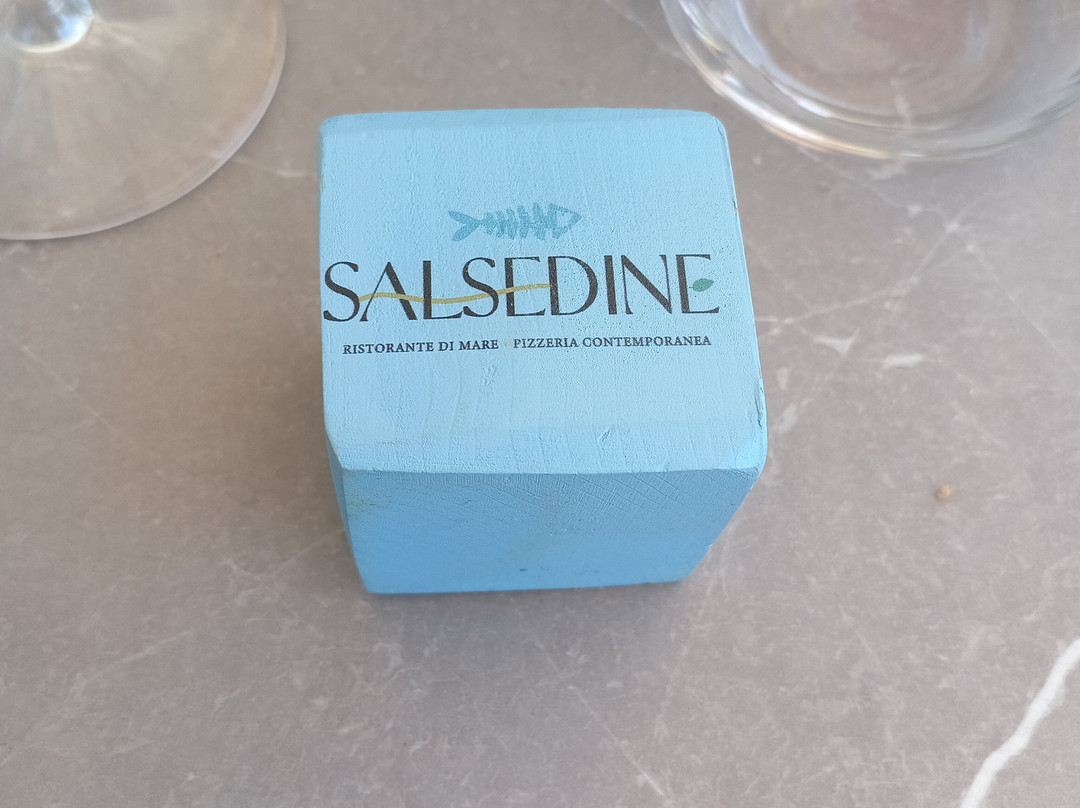 SALSEDINE
RISTORANTE DI MARE · PIZZERIA CONTEMPORANEA